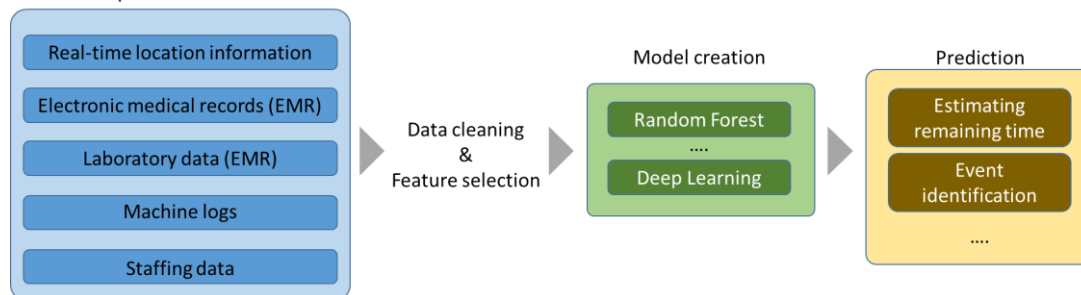 Real-time location information
Electronic medical records (EMR)
Laboratory data (EMR)
Machine logs
Staffing data
Data cleaning
&
Feature selection
Model creation
Random Forest
....
Deep Learning
Prediction
Estimating
remaining time
Event
identification
....